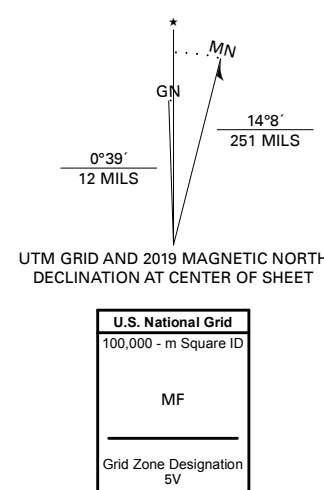 ★
MN
GN
14°8´
251 MILS
0°39´
12 MILS
UTM GRID AND 2019 MAGNETIC NORTH
DECLINATION AT CENTER OF SHEET
U.S. National Grid
100,000 - m Square ID
MF
Grid Zone Designation
5V